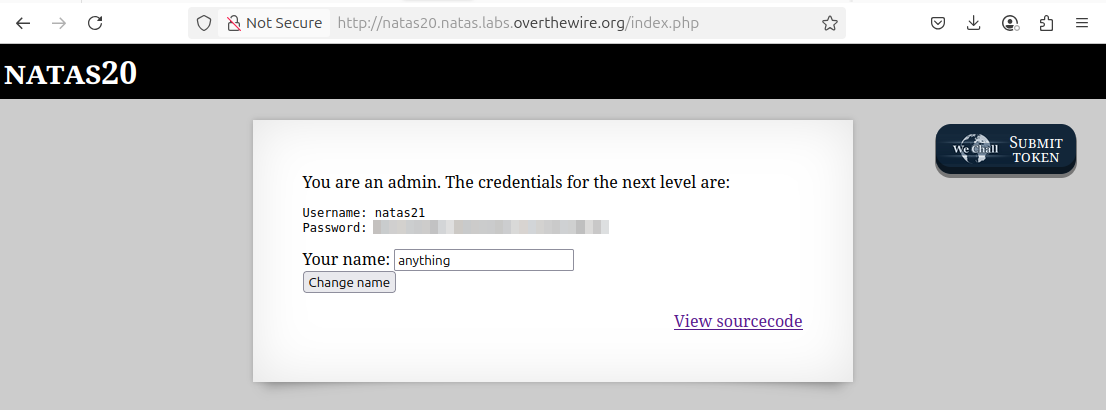 Not Secure http://natas20.natas.labs.overthewire.org/index.php
NATAS20
We Chall SUBMIT TOKEN
You are an admin. The credentials for the next level are:
Username: natas21
Password:
Your name: anything
Change name
View sourcecode